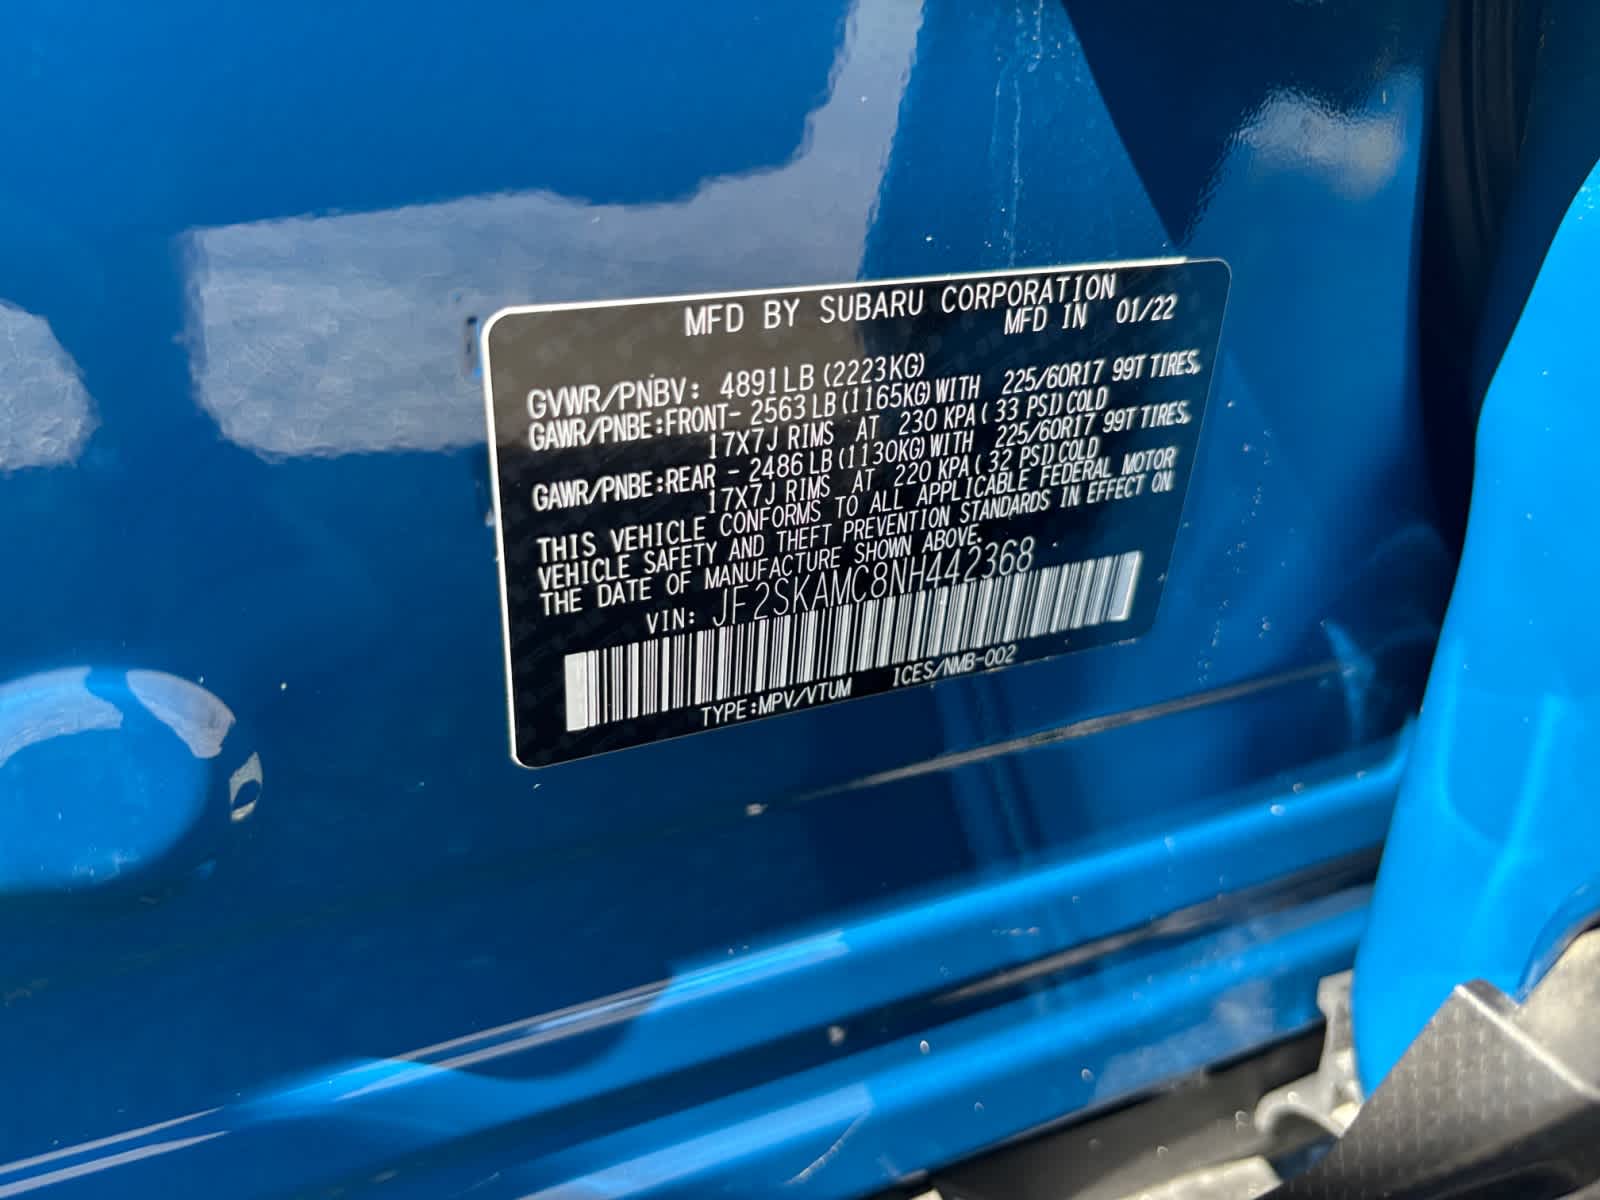 MFD BY SUBARU CORPORATION
MFD IN 01/22
GVWR/PNBV: 4891LB (2223KG)
GAWR/PNBE:FRONT- 2563LB(1165KG)WITH 225/60R17 99T TIRES,
17X7J RIMS AT 230 KPA( 33 PSI)COLD
GAWR/PNBE:REAR - 2486LB(1130KG)WITH 225/60R17 99T TIRES,
17X7J RIMS AT 220 KPA( 32 PSI)COLD
THIS VEHICLE CONFORMS TO ALL APPLICABLE FEDERAL MOTOR
VEHICLE SAFETY AND THEFT PREVENTION STANDARDS IN EFFECT ON
THE DATE OF MANUFACTURE SHOWN ABOVE.
VIN: JF2SKAMC8NH442368
TYPE:MPV/VTUM ICES/NMB-002